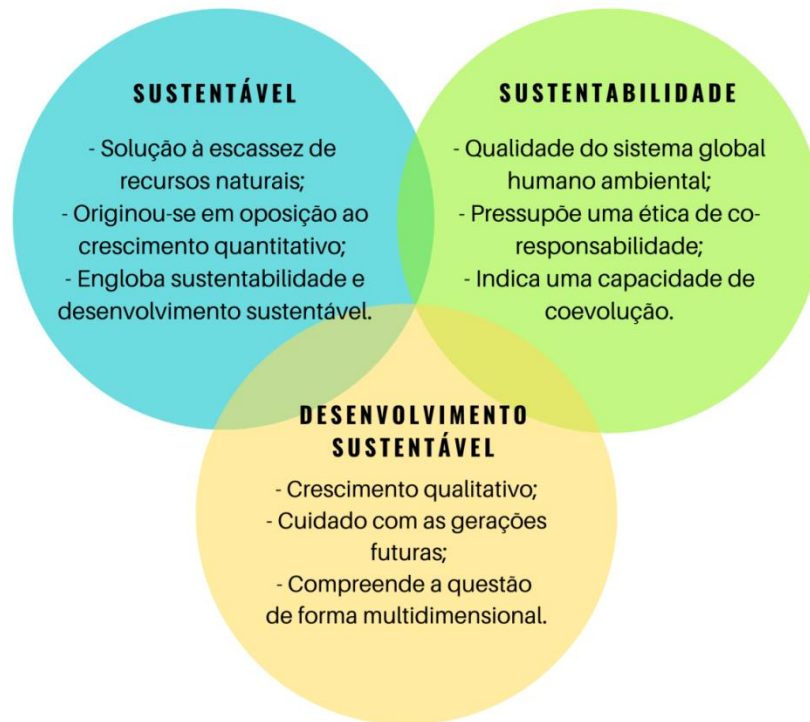 SUSTENTÁVEL
- Solução à escassez de
recursos naturais;
- Originou-se em oposição ao
crescimento quantitativo;
- Engloba sustentabilidade e
desenvolvimento sustentável.
SUSTENTABILIDADE
- Qualidade do sistema global
humano ambiental;
- Pressupõe uma ética de co-
responsabilidade;
- Indica uma capacidade de
coevolução.
DESENVOLVIMENTO
SUSTENTÁVEL
- Crescimento qualitativo;
- Cuidado com as gerações
futuras;
- Compreende a questão
de forma multidimensional.